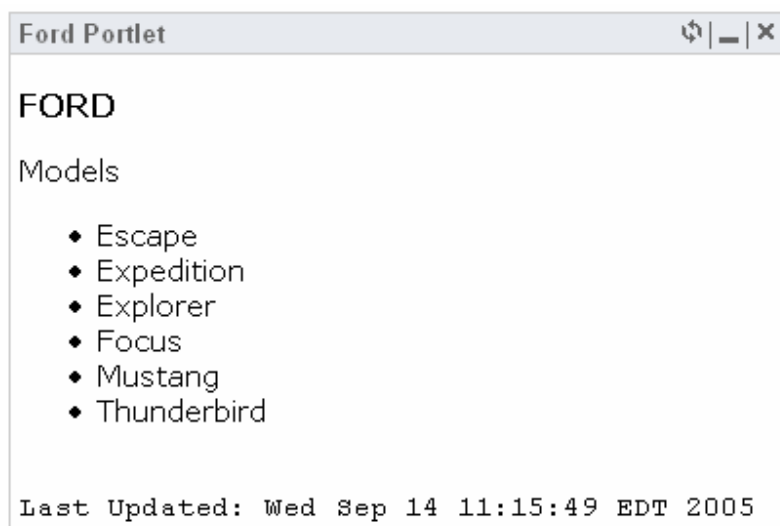 Ford Portlet
FORD
Models
Escape
Expedition
Explorer
Focus
Mustang
Thunderbird
Last Updated: Wed Sep 14 11:15:49 EDT 2005